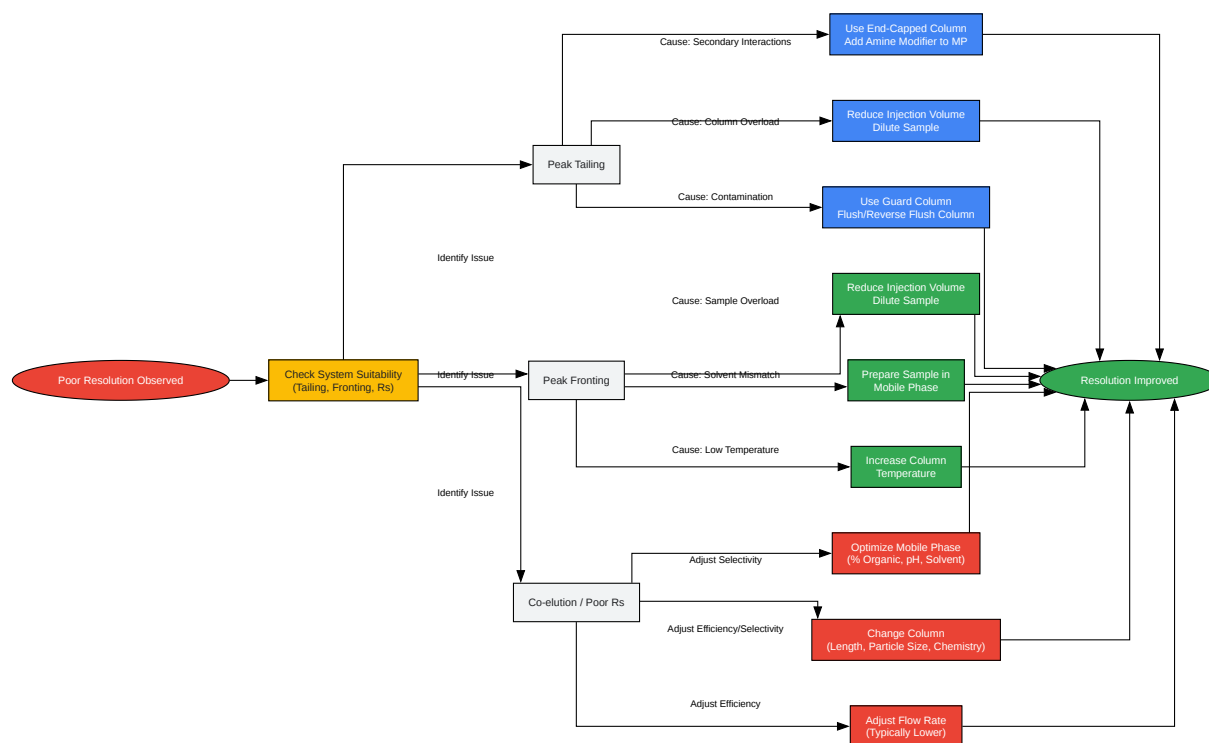 Use End-Capped Column
Add Amine Modifier to MP
Cause: Secondary Interactions
Reduce Injection Volume
Dilute Sample
Cause: Column Overload
Peak Tailing
Cause: Contamination
Use Guard Column
Flush/Reverse Flush Column
Identify Issue
Reduce Injection Volume
Dilute Sample
Cause: Sample Overload
Poor Resolution Observed
Check System Suitability
(Tailing, Fronting, Rs)
Identify Issue
Peak Fronting
Cause: Solvent Mismatch
Prepare Sample in
Mobile Phase
Resolution Improved
Cause: Low Temperature
Increase Column
Temperature
Identify Issue
Optimize Mobile Phase
(% Organic, pH, Solvent)
Adjust Selectivity
Co-elution / Poor Rs
Adjust Efficiency/Selectivity
Change Column
(Length, Particle Size, Chemistry)
Adjust Efficiency
Adjust Flow Rate
(Typically Lower)